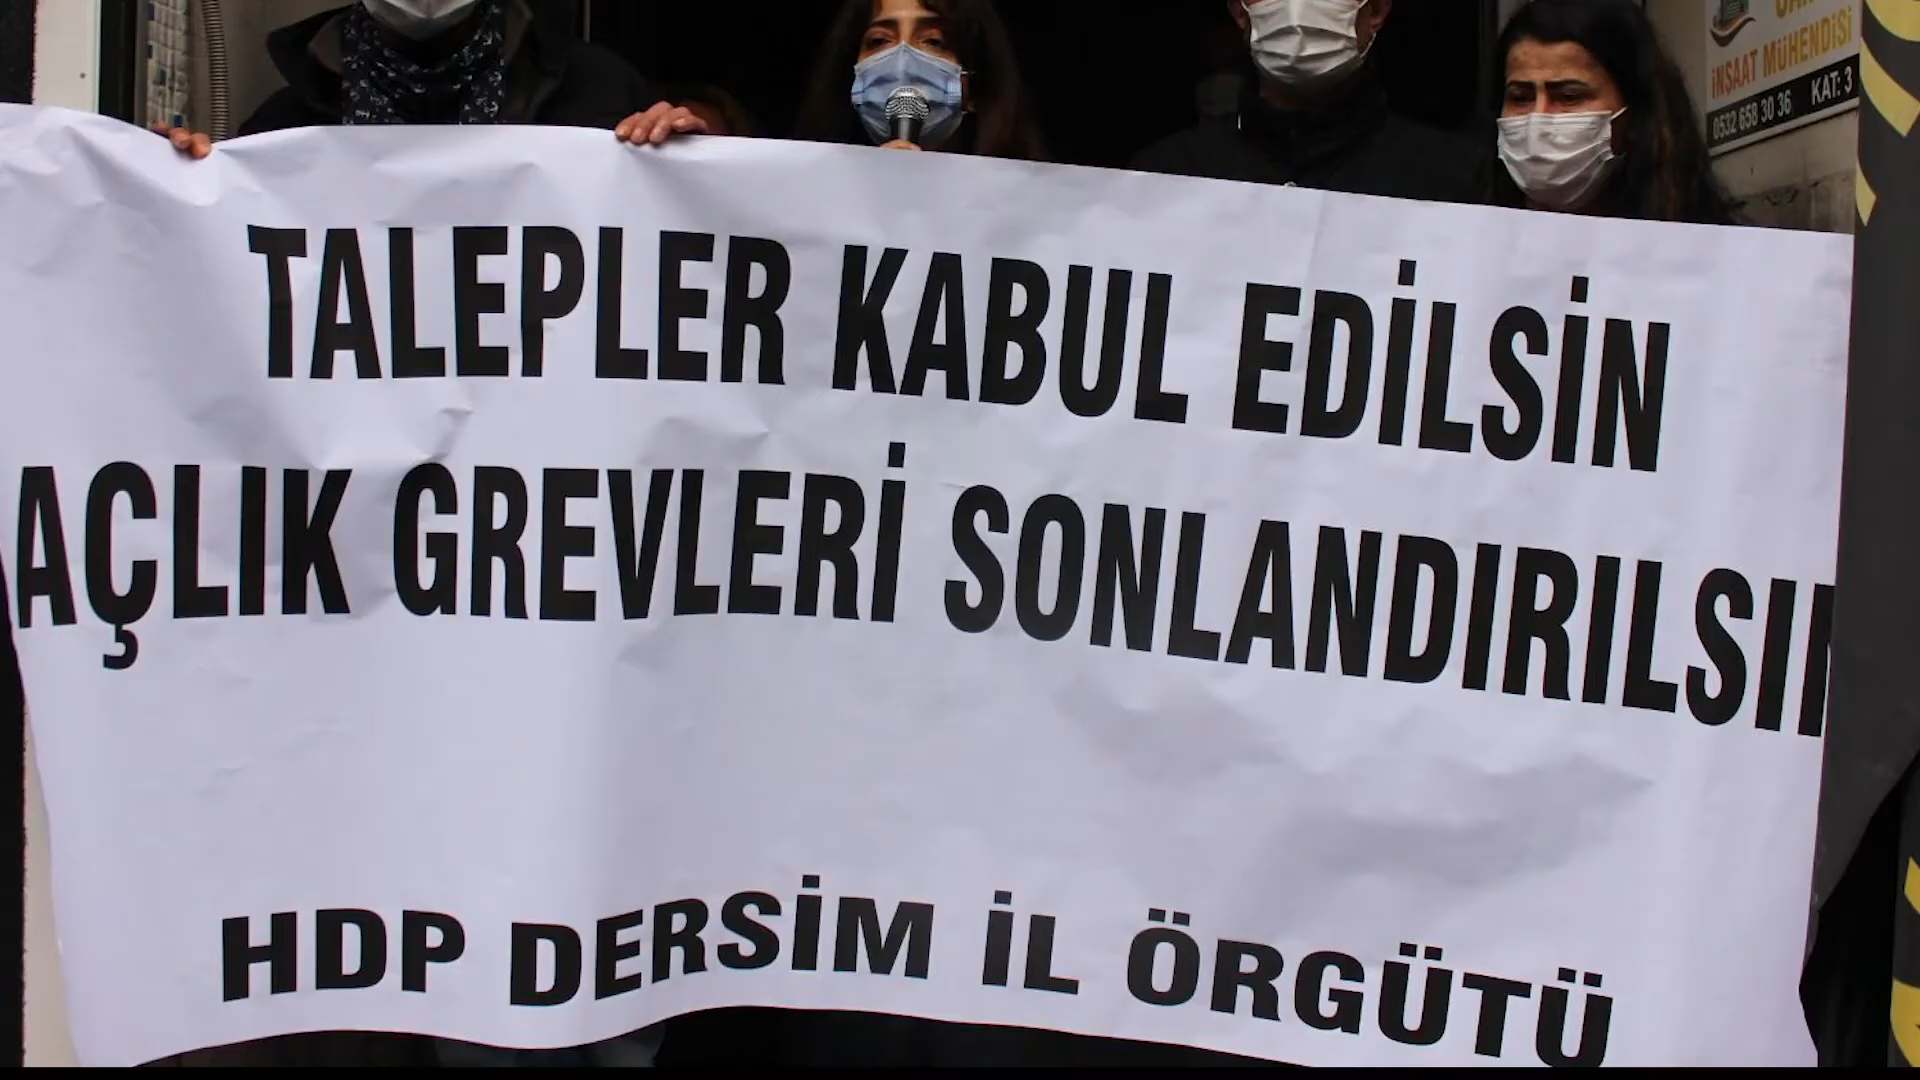 İNŞAAT MÜHENDİSİ
0532 658 30 36 KAT: 3
TALEPLER KABUL EDİLSİN
AÇLIK GREVLERİ SONLANDIRILSIN
HDP DERSİM İL ÖRGÜTÜ